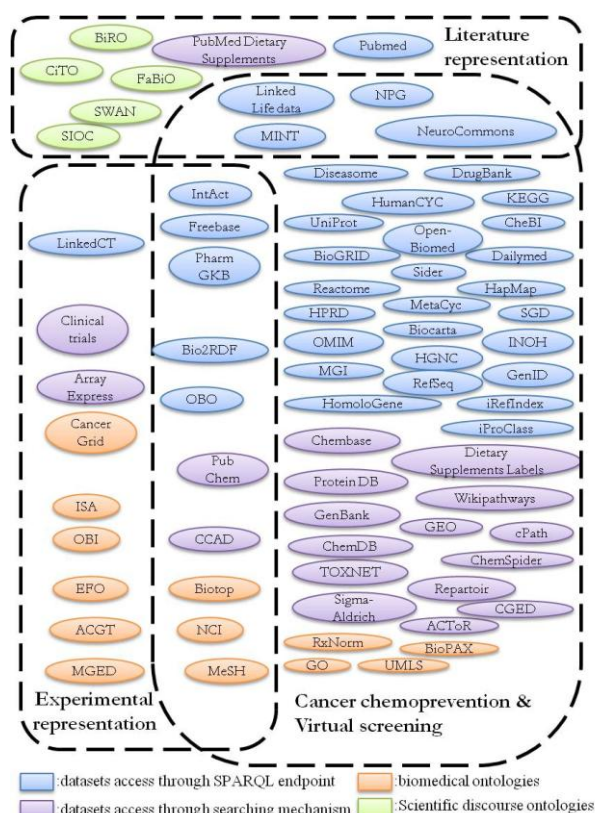 BiRO
PubMed Dietary
Supplements
Pubmed
Literature
representation
CiTO
FaBiO
SWAN
SIOC
Linked
Life data
NPG
MINT
NeuroCommons
LinkedCT
Clinical
trials
Array
Express
Cancer
Grid
ISA
OBI
EFO
ACGT
MGED
Experimental
representation
IntAct
Freebase
Pharm
GKB
Bio2RDF
OBO
Pub
Chem
CCAD
Biotop
NCI
MeSH
Diseasome
DrugBank
HumanCYC
KEGG
UniProt
Open-
Biomed
CheBI
BioGRID
Dailymed
Sider
Reactome
HapMap
MetaCyc
HPRD
SGD
Biocarta
OMIM
INOH
HGNC
MGI
GenID
RefSeq
HomoloGene
iRefIndex
iProClass
Chembase
Dietary
Supplements Labels
Protein DB
Wikipathways
GenBank
GEO
cPath
ChemDB
ChemSpider
TOXNET
Repartoir
Sigma-
Aldrich
CGED
ACToR
RxNorm
BioPAX
GO
UMLS
Cancer chemoprevention &
Virtual screening
:datasets access through SPARQL endpoint
:biomedical ontologies
:datasets access through searching mechanism
:Scientific discourse ontologies